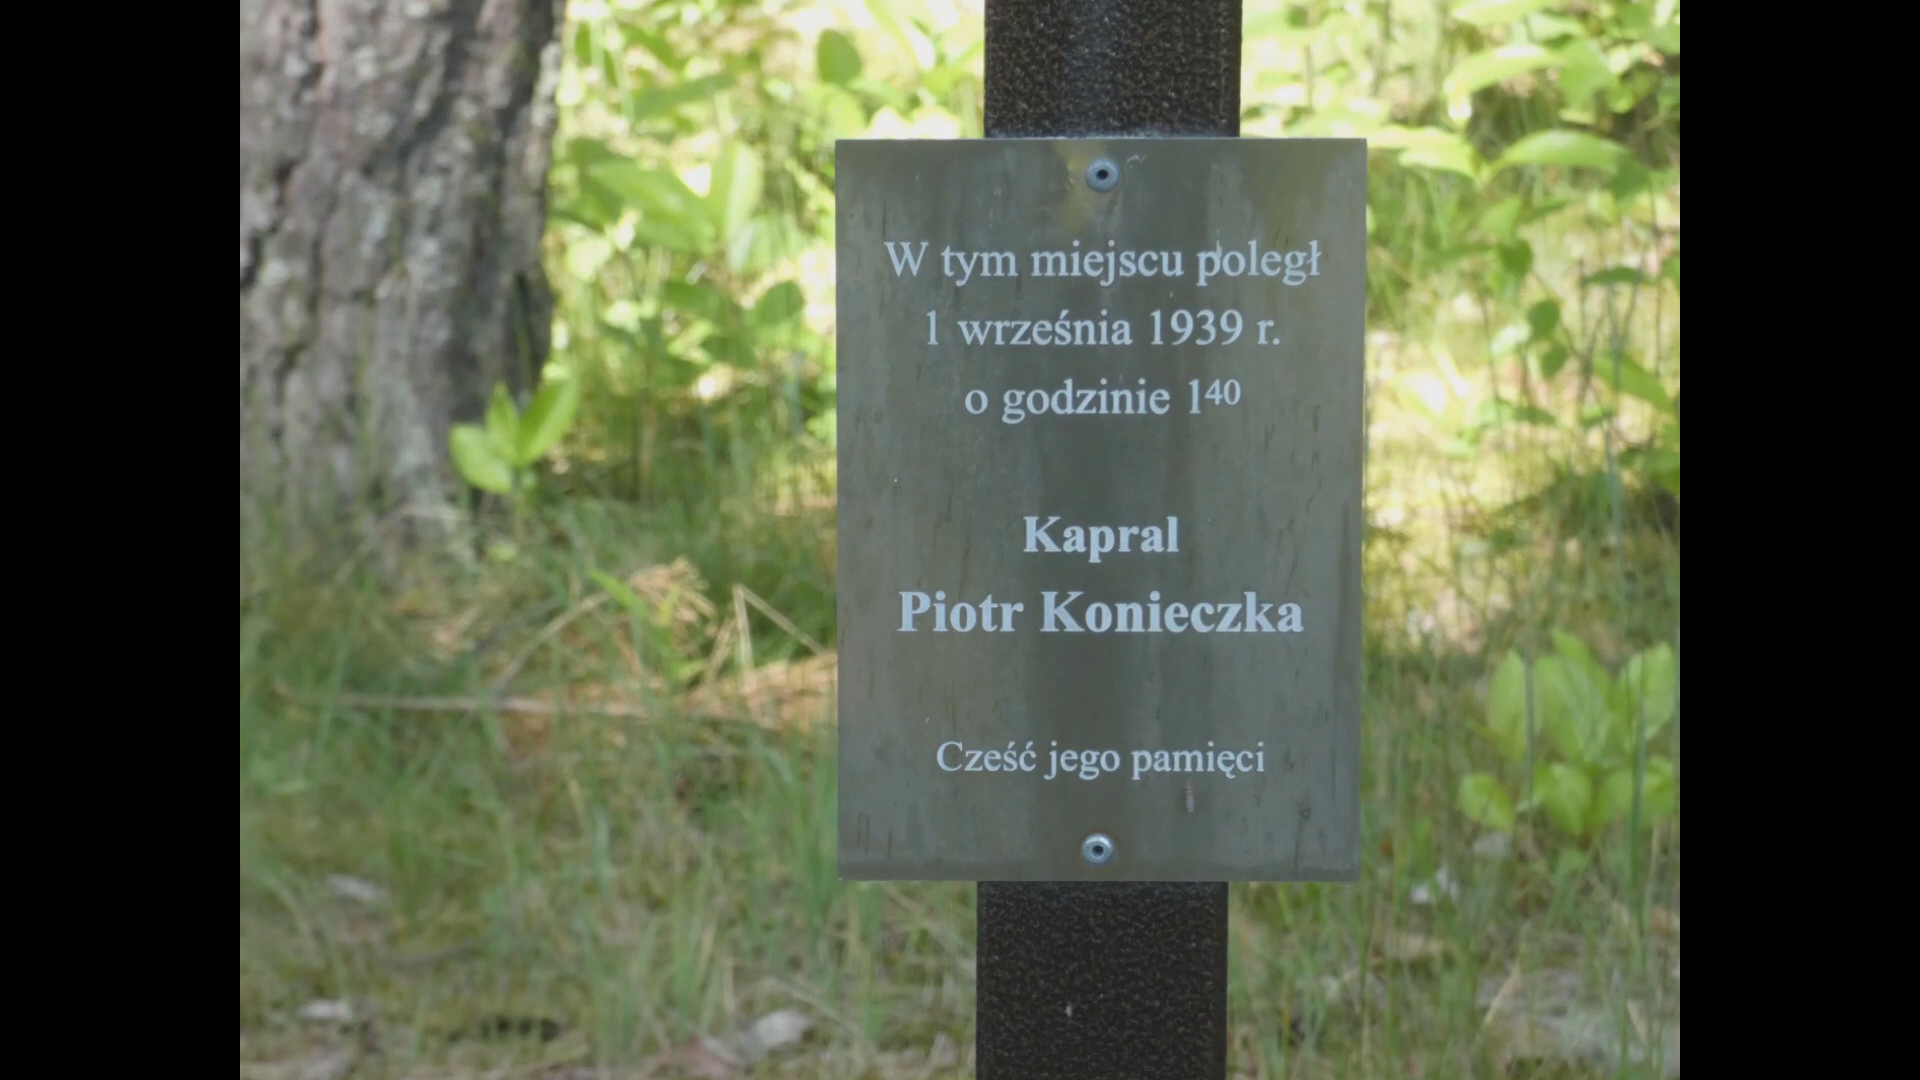 W tym miejscu poległ
1 września 1939 r.
o godzinie 1⁴⁰
Kapral
Piotr Konieczka
Cześć jego pamięci